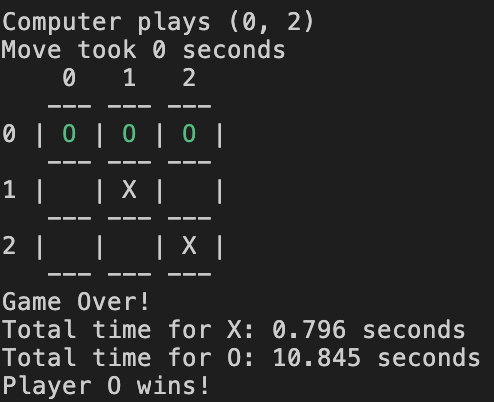 Computer plays (0, 2)
Move took 0 seconds
    0   1   2
   --- --- ---
0 | O | O | O |
   --- --- ---
1 |   | X |   |
   --- --- ---
2 |   |   | X |
   --- --- ---
Game Over!
Total time for X: 0.796 seconds
Total time for O: 10.845 seconds
Player O wins!